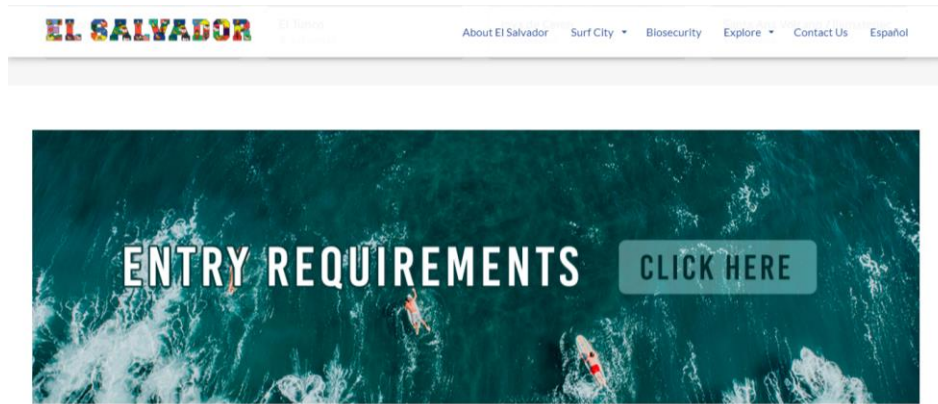 EL SALVADOR
About El Salvador Surf City Biosecurity Explore Contact Us Español
ENTRY REQUIREMENTS CLICK HERE